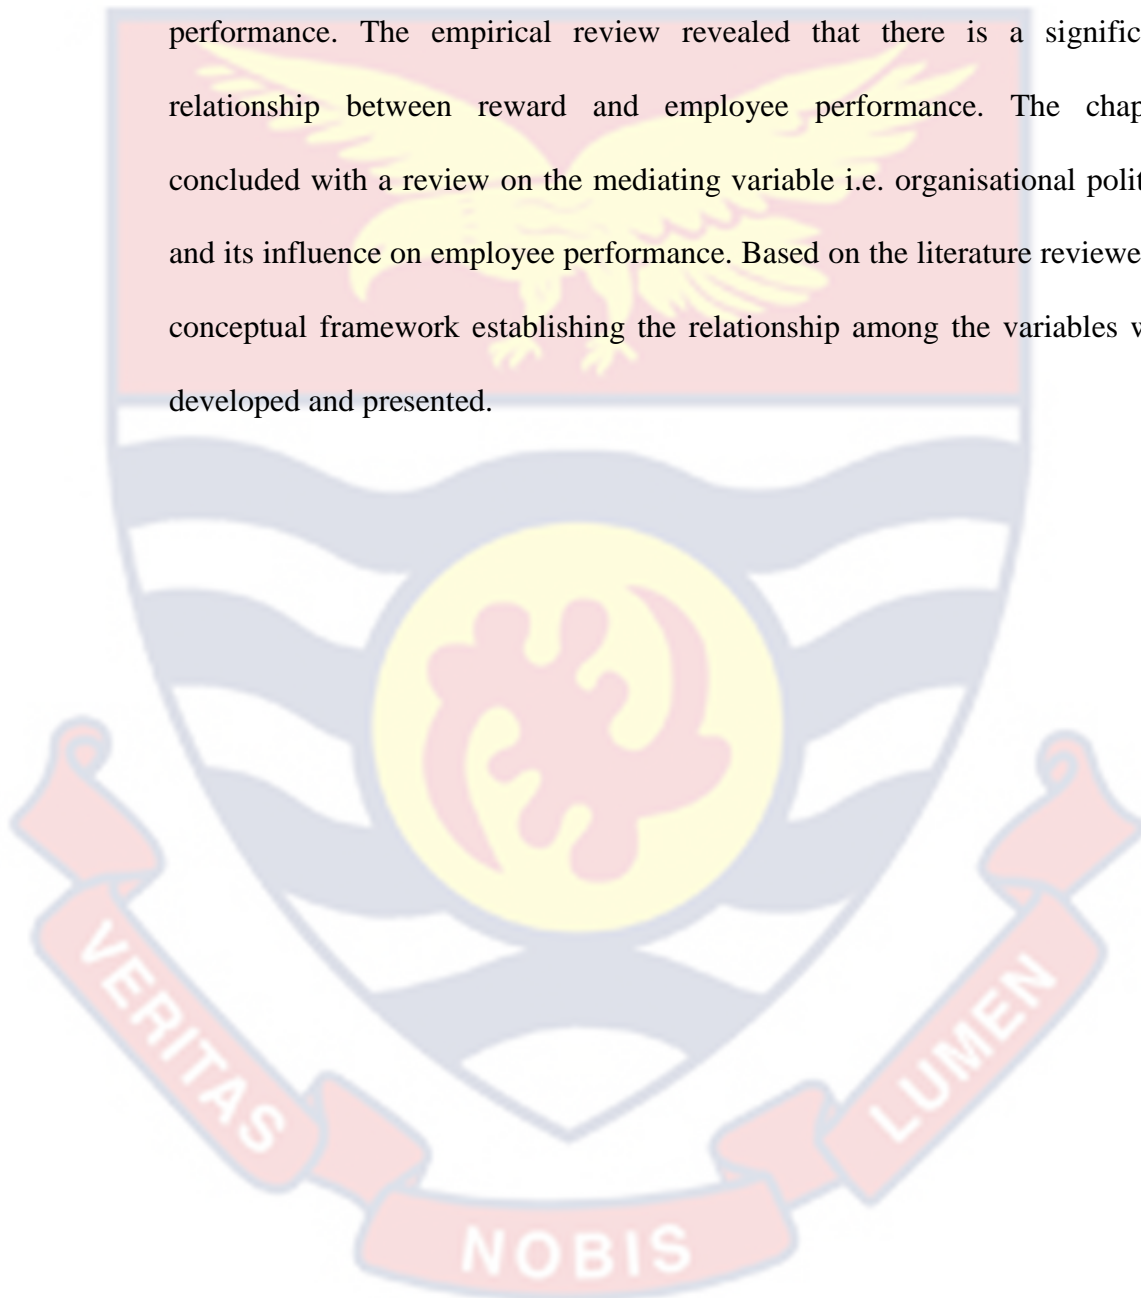 performance. The empirical review revealed that there is a signific
relationship between reward and employee performance. The chap
concluded with a review on the mediating variable i.e. organisational polit
and its influence on employee performance. Based on the literature reviewe
conceptual framework establishing the relationship among the variables w
developed and presented.
VERITAS
NOBIS
LUMEN